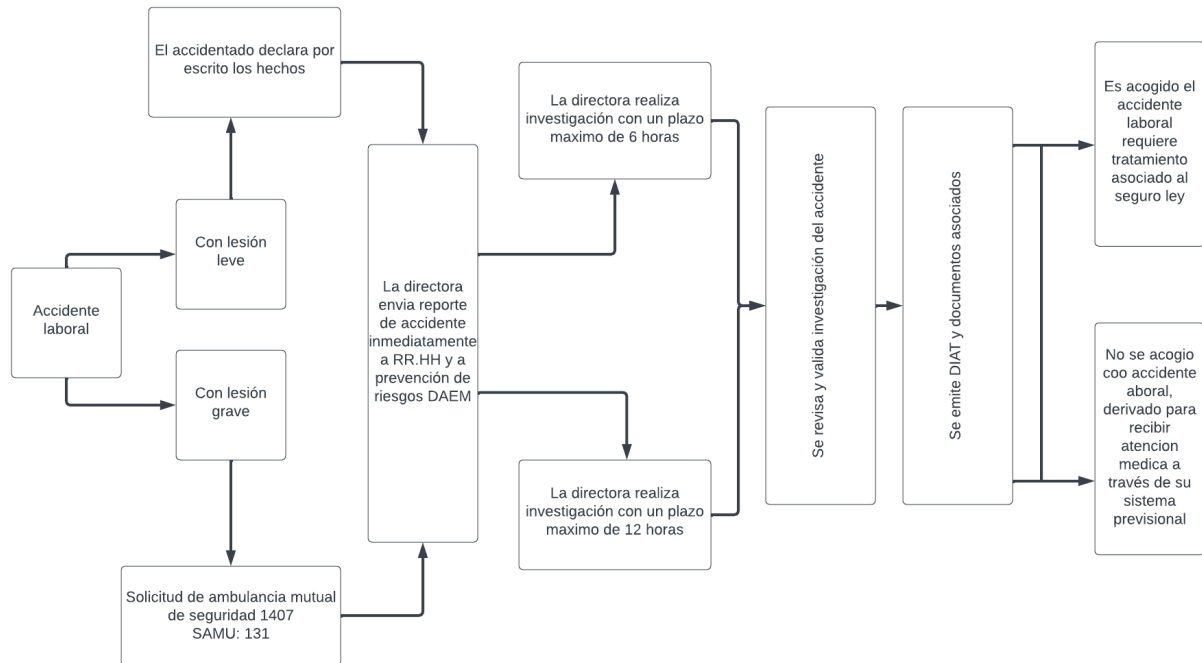 El accidentado declara por
escrito los hechos
Con lesión
leve
Accidente
laboral
Con lesión
grave
Solicitud de ambulancia mutual
de seguridad 1407
SAMU: 131
La directora
envia reporte
de accidente
inmediatamente
a RR.HH y a
prevención de
riesgos DAEM
La directora realiza
investigación con un plazo
maximo de 6 horas
La directora realiza
investigación con un plazo
maximo de 12 horas
Se revisa y valida investigación del accidente
Se emite DIAT y documentos asociados
Es acogido el
accidente
laboral
requiere
tratamiento
asociado al
seguro ley
No se acogio
coo accidente
aboral,
derivado para
recibir
atencion
medica a
través de su
sistema
previsional